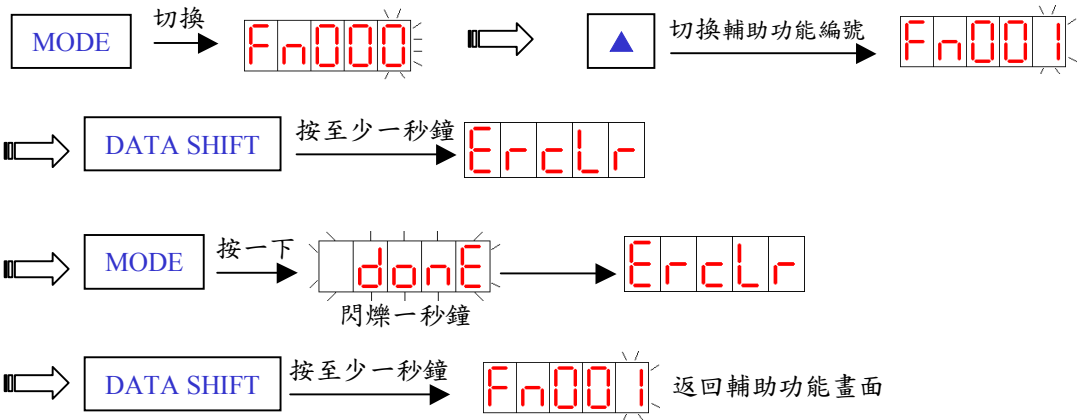 MODE 切換 Fn000 ▲ 切換輔助功能編號 Fn001
DATA SHIFT 按至少一秒鐘 ErcLr
MODE 按一下 donE ErcLr
閃爍一秒鐘
DATA SHIFT 按至少一秒鐘 Fn001 返回輔助功能畫面